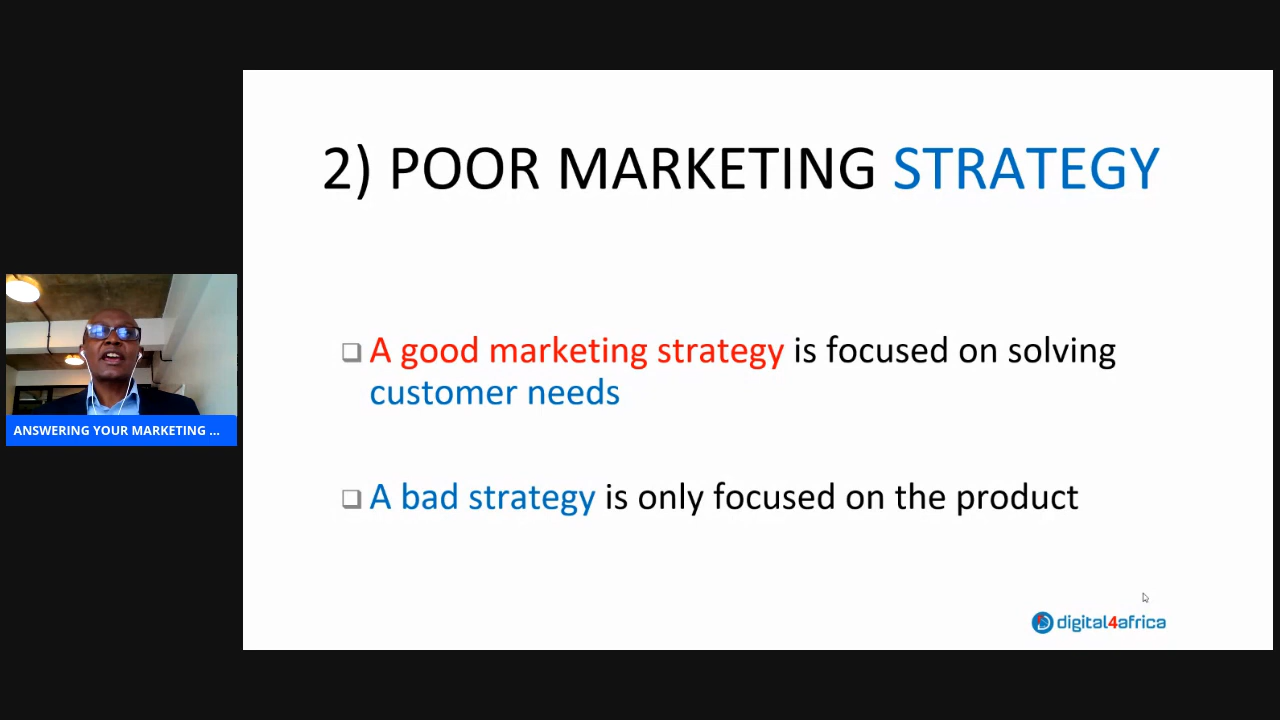 2) POOR MARKETING STRATEGY
A good marketing strategy is focused on solving
customer needs
A bad strategy is only focused on the product
ANSWERING YOUR MARKETING ...
digital4africa